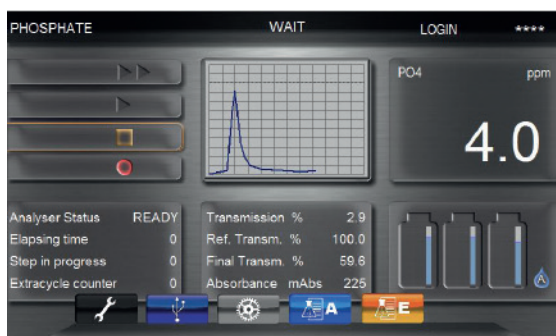 PHOSPHATE WAIT LOGIN ****
PO4 ppm
4.0
Analyser Status READY
Elapsing time 0
Step in progress 0
Extracycle counter 0
Transmission % 2.9
Ref. Transm. % 100.0
Final Transm. % 59.6
Absorbance mAbs 225
A
A
E